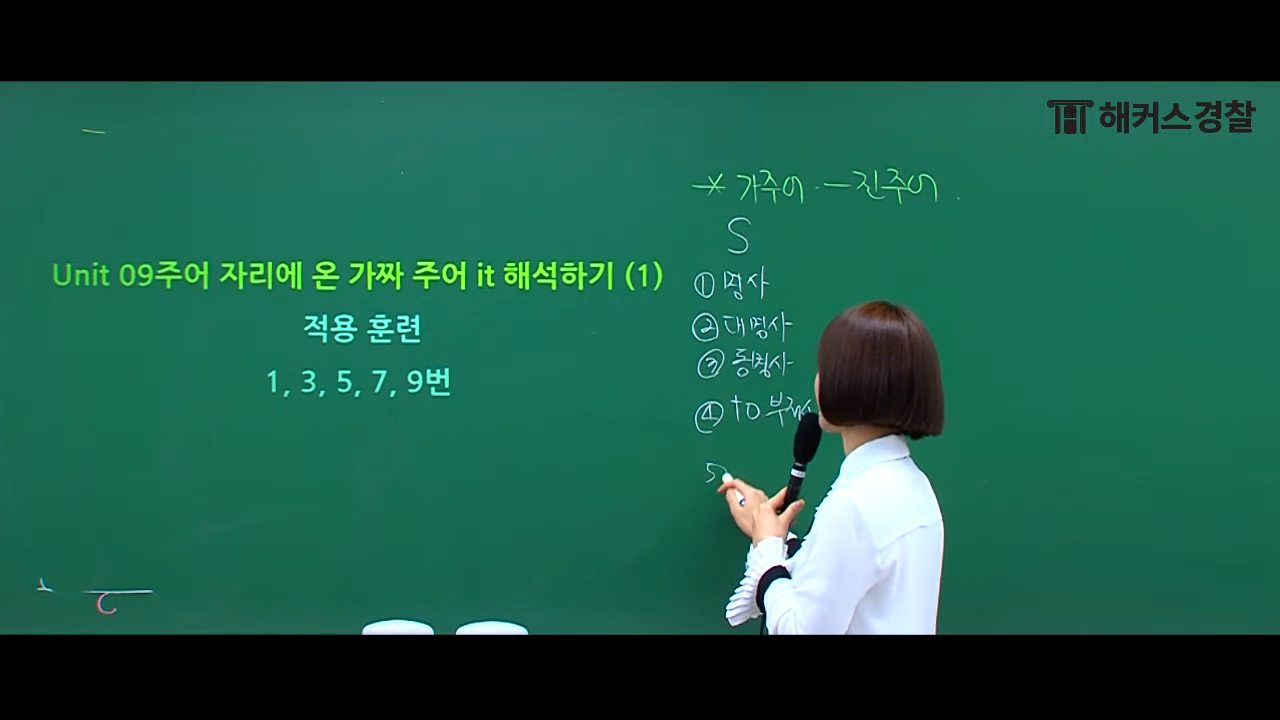 해커스경찰
Unit 09주어 자리에 온 가짜 주어 it 해석하기 (1)
적용 훈련
1, 3, 5, 7, 9번
* 가주어 - 진주어
S
① 명사
② 대명사
③ 동명사
④ to 부정사
5